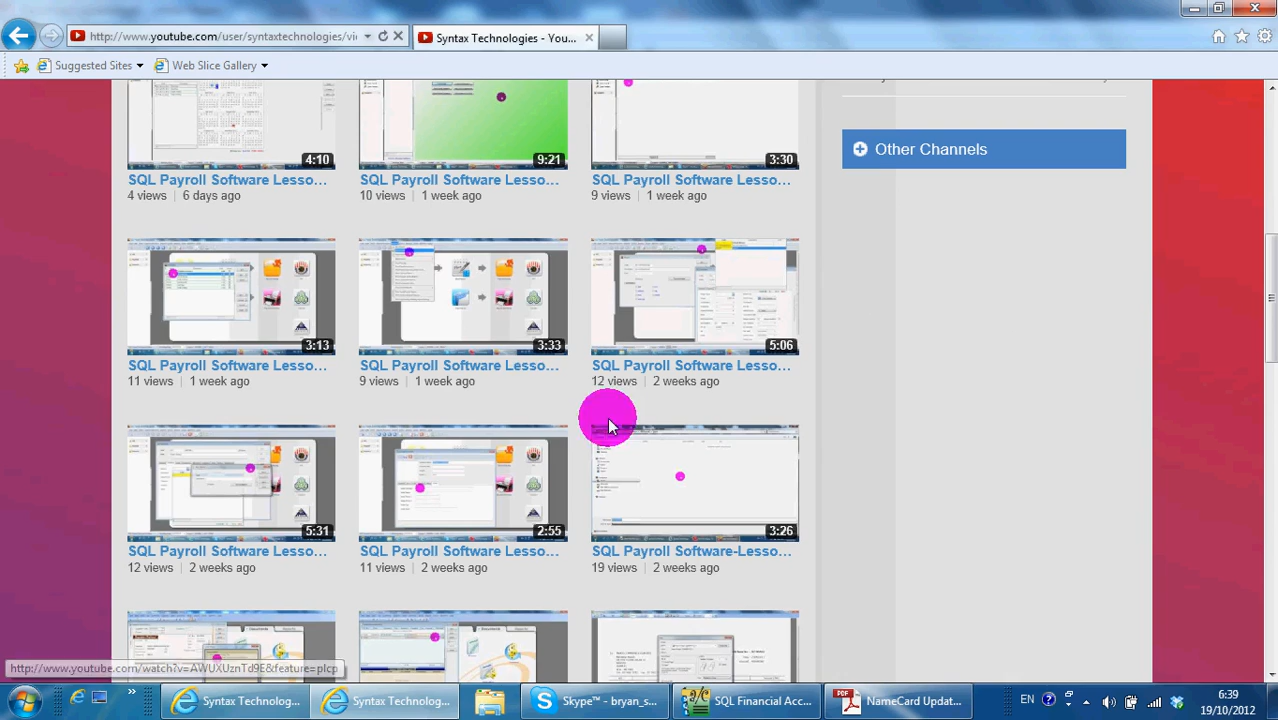 http://www.youtube.com/user/syntaxtechnologies/vi
Syntax Technologies - You...
Suggested Sites
Web Slice Gallery
Other Channels
4:10
9:21
3:30
SQL Payroll Software Lesso...
SQL Payroll Software Lesso...
SQL Payroll Software Lesso...
4 views | 6 days ago
10 views | 1 week ago
9 views | 1 week ago
3:13
3:33
5:06
SQL Payroll Software Lesso...
SQL Payroll Software Lesso...
SQL Payroll Software Lesso...
11 views | 1 week ago
9 views | 1 week ago
12 views | 2 weeks ago
5:31
2:55
3:26
SQL Payroll Software Lesso...
SQL Payroll Software Lesso...
SQL Payroll Software-Lesso...
12 views | 2 weeks ago
11 views | 2 weeks ago
19 views | 2 weeks ago
http://www.youtube.com/watch?v=AWUXUznTd9E&feature=plcp
Syntax Technolog...
Syntax Technolog...
Skype™ - bryan_s...
SQL Financial Acc...
NameCard Updat...
EN
6:39
19/10/2012